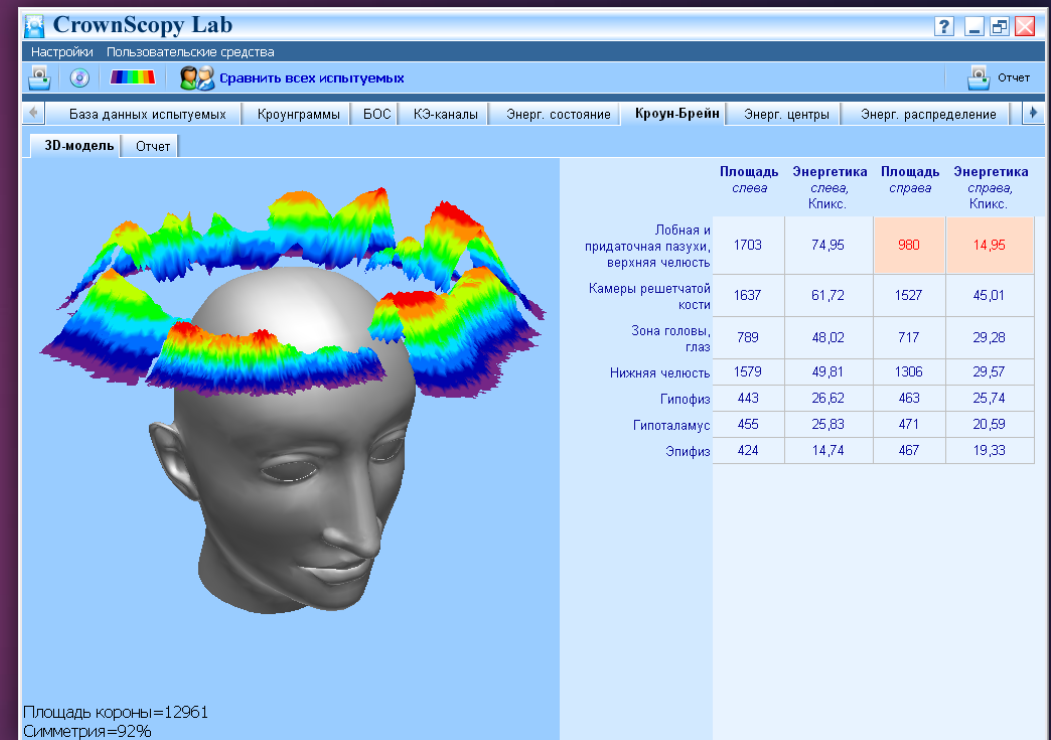 CrownScopy Lab
Настройки Пользовательские средства
Сравнить всех испытуемых
Отчет
База данных испытуемых Кроунграммы БОС КЭ-каналы Энерг. состояние Кроун-Брейн Энерг. центры Энерг. распределение
3D-модель Отчет
Площадь Энергетика Площадь Энергетика
слева слева, справа справа,
Кликс. Кликс.
Лобная и
придаточная пазухи, 1703 74,95 980 14,95
верхняя челюсть
Камеры решетчатой
кости 1637 61,72 1527 45,01
Зона головы,
глаз 789 48,02 717 29,28
Нижняя челюсть 1579 49,81 1306 29,57
Гипофиз 443 26,62 463 25,74
Гипоталамус 455 25,83 471 20,59
Эпифиз 424 14,74 467 19,33
Площадь короны=12961
Симметрия=92%